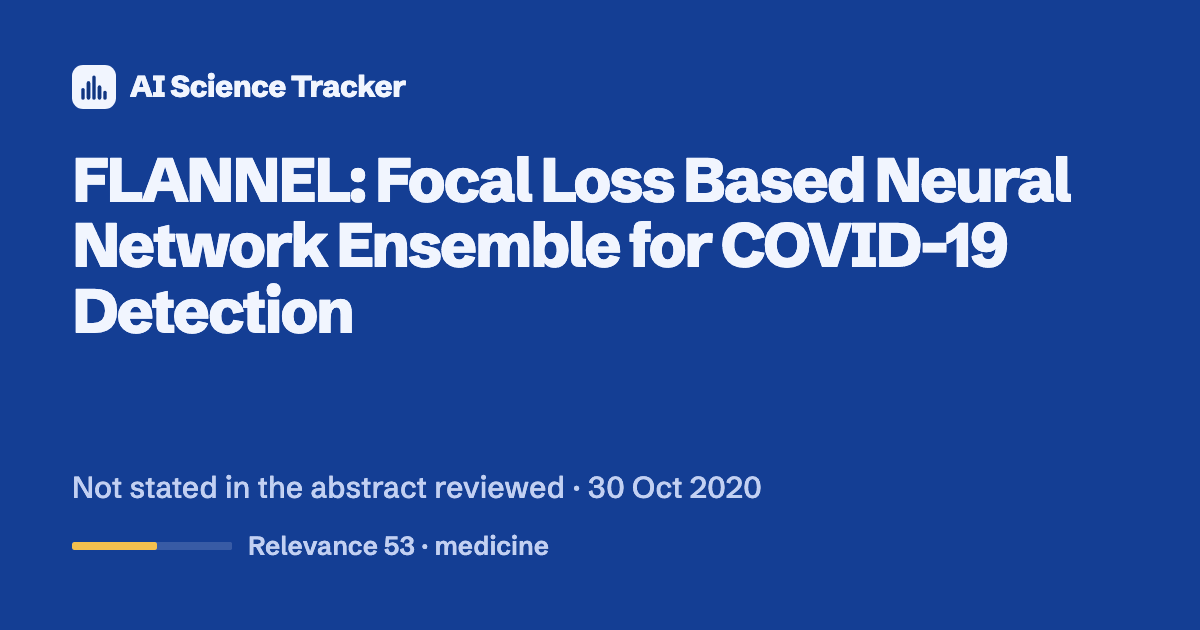 AI Science Tracker
FLANNEL: Focal Loss Based Neural
Network Ensemble for COVID-19
Detection
Not stated in the abstract reviewed · 30 Oct 2020
Relevance 53 · medicine